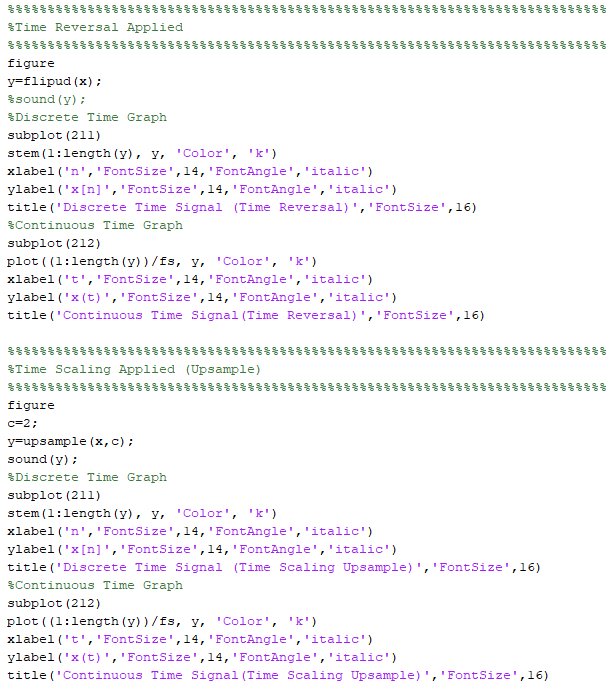 %%%%%%%%%%%%%%%%%%%%%%%%%%%%%%%%%%%%%%%%%%%%%%%%%%%%%%%%%%%%%%%%%%%%%%%%%%%%%
%Time Reversal Applied
%%%%%%%%%%%%%%%%%%%%%%%%%%%%%%%%%%%%%%%%%%%%%%%%%%%%%%%%%%%%%%%%%%%%%%%%%%%%%
figure
y=flipud(x);
%sound(y);
%Discrete Time Graph
subplot(211)
stem(1:length(y), y, 'Color', 'k')
xlabel('n','FontSize',14,'FontAngle','italic')
ylabel('x[n]','FontSize',14,'FontAngle','italic')
title('Discrete Time Signal (Time Reversal)','FontSize',16)
%Continuous Time Graph
subplot(212)
plot((1:length(y))/fs, y, 'Color', 'k')
xlabel('t','FontSize',14,'FontAngle','italic')
ylabel('x(t)','FontSize',14,'FontAngle','italic')
title('Continuous Time Signal(Time Reversal)','FontSize',16)
%%%%%%%%%%%%%%%%%%%%%%%%%%%%%%%%%%%%%%%%%%%%%%%%%%%%%%%%%%%%%%%%%%%%%%%%%%%%%
%Time Scaling Applied (Upsample)
%%%%%%%%%%%%%%%%%%%%%%%%%%%%%%%%%%%%%%%%%%%%%%%%%%%%%%%%%%%%%%%%%%%%%%%%%%%%%
figure
c=2;
y=upsample(x,c);
sound(y);
%Discrete Time Graph
subplot(211)
stem(1:length(y), y, 'Color', 'k')
xlabel('n','FontSize',14,'FontAngle','italic')
ylabel('x[n]','FontSize',14,'FontAngle','italic')
title('Discrete Time Signal (Time Scaling Upsample)','FontSize',16)
%Continuous Time Graph
subplot(212)
plot((1:length(y))/fs, y, 'Color', 'k')
xlabel('t','FontSize',14,'FontAngle','italic')
ylabel('x(t)','FontSize',14,'FontAngle','italic')
title('Continuous Time Signal(Time Scaling Upsample)','FontSize',16)